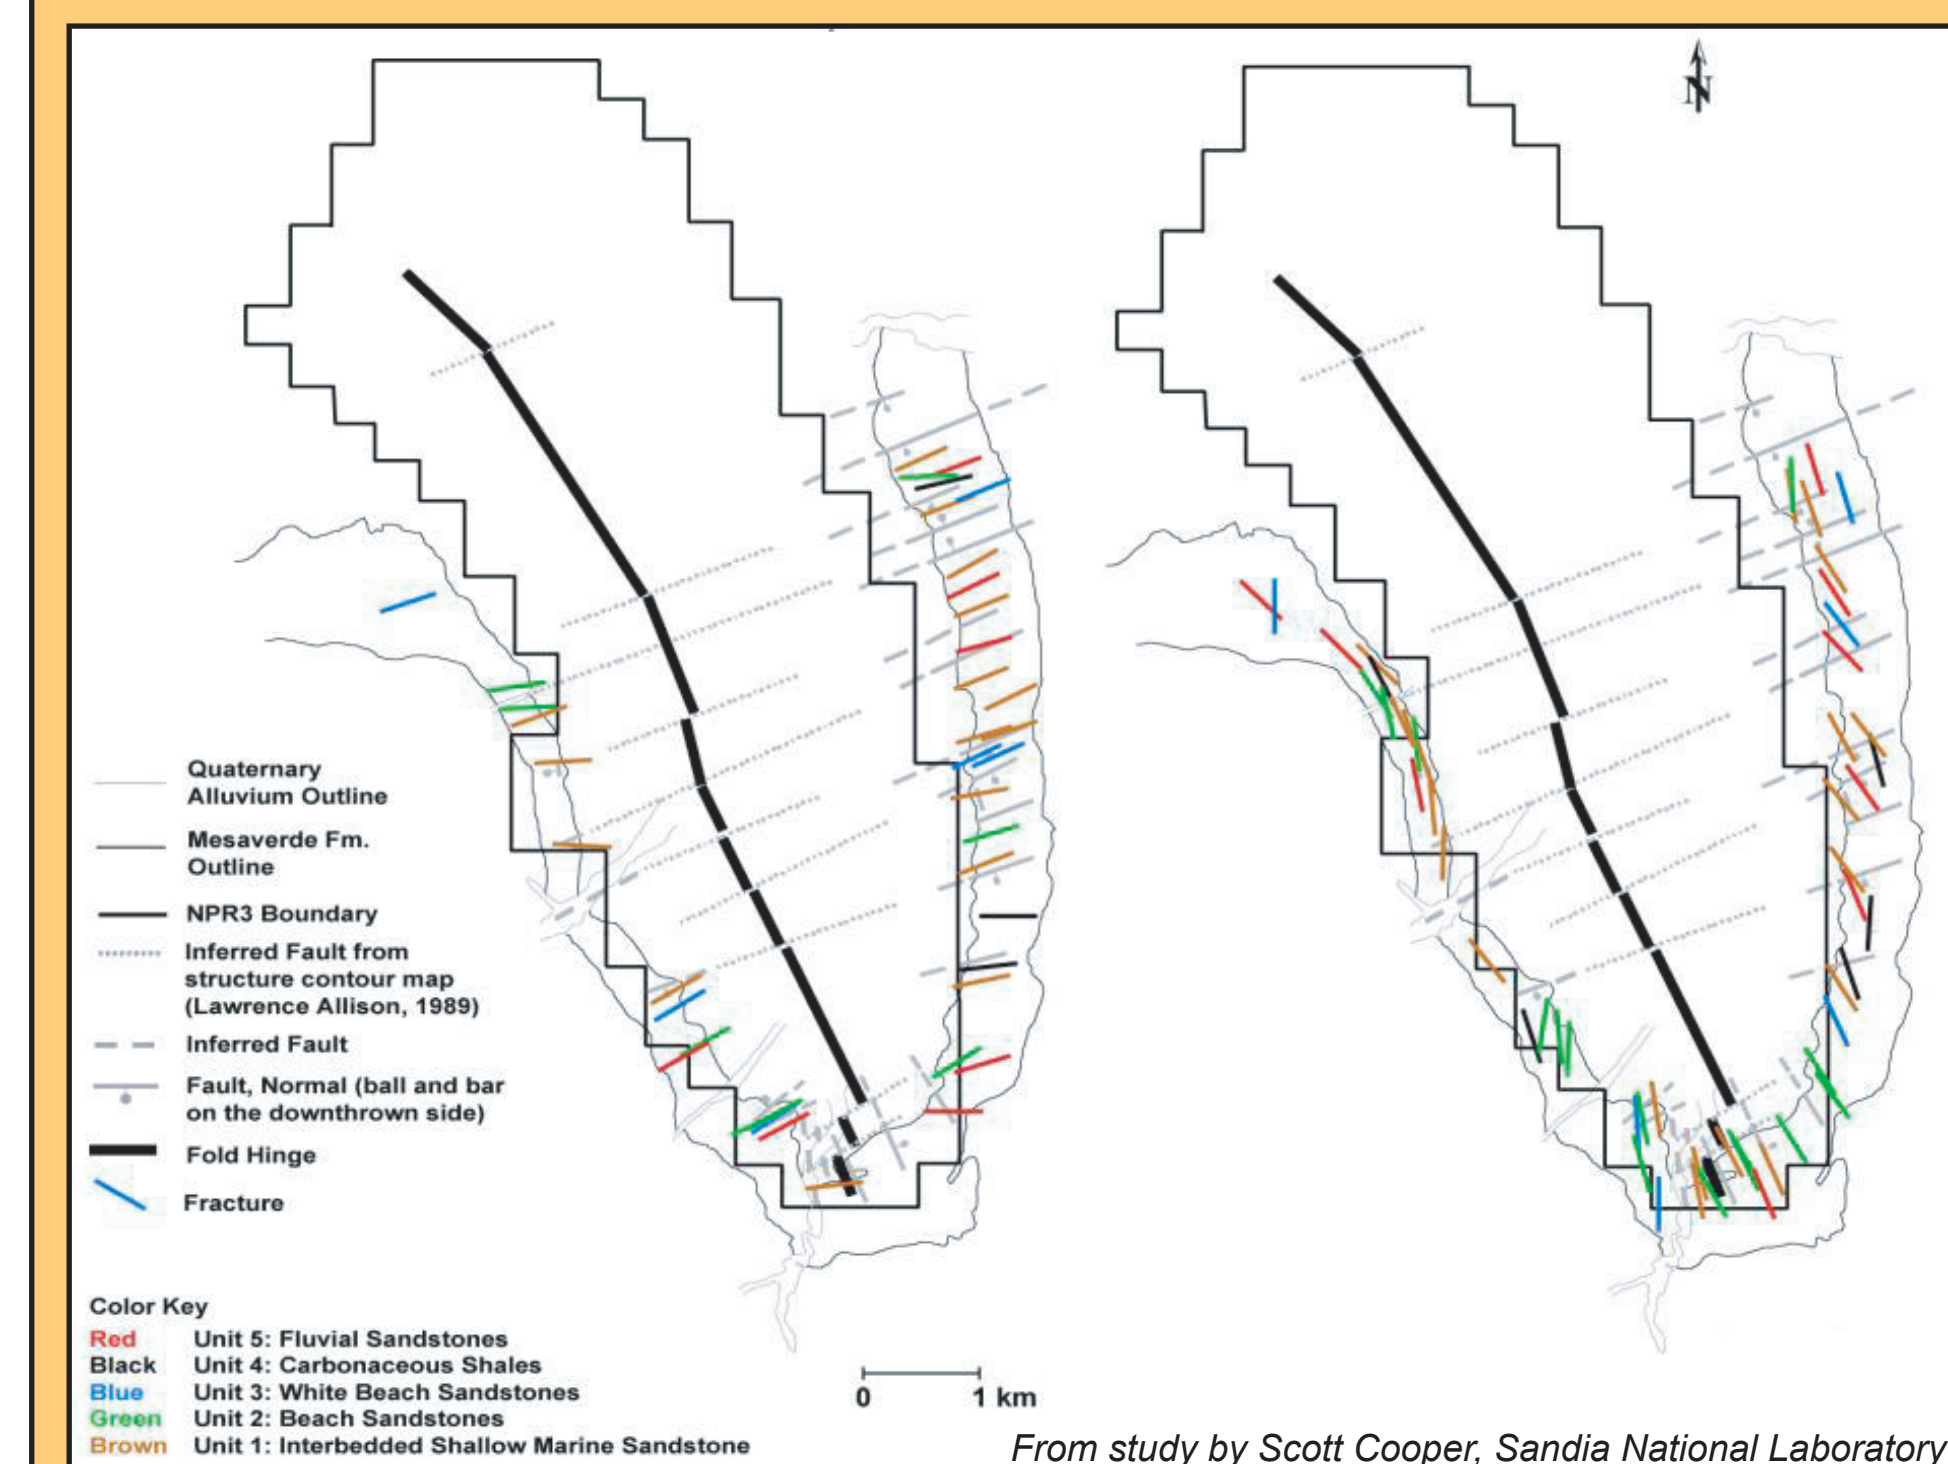 N
Quaternary
Alluvium Outline
Mesaverde Fm.
Outline
NPR3 Boundary
Inferred Fault from
structure contour map
(Lawrence Allison, 1989)
Inferred Fault
Fault, Normal (ball and bar
on the downthrown side)
Fold Hinge
Fracture
Color Key
Red Unit 5: Fluvial Sandstones
Black Unit 4: Carbonaceous Shales
Blue Unit 3: White Beach Sandstones
Green Unit 2: Beach Sandstones
Brown Unit 1: Interbedded Shallow Marine Sandstone
0 1 km
From study by Scott Cooper, Sandia National Laboratory